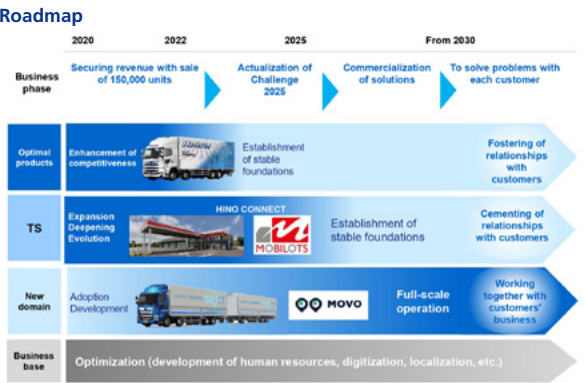 Roadmap
2020
2022
2025
From 2030
Business
phase
Securing revenue with sale
of 150,000 units
Actualization of
Challenge
2025
Commercialization
of solutions
To solve problems with
each customer
Optimal
products
Enhancement of
competitiveness
Establishment
of stable
foundations
Fostering of
relationships
with
customers
TS
Expansion
Deepening
Evolution
HINO CONNECT
MOBILOTS
Establishment of
stable foundations
Cementing of
relationships
with customers
New
domain
Adoption
Development
MOVO
Full-scale
operation
Working
together with
customers'
business
Business
base
Optimization (development of human resources, digitization, localization, etc.)